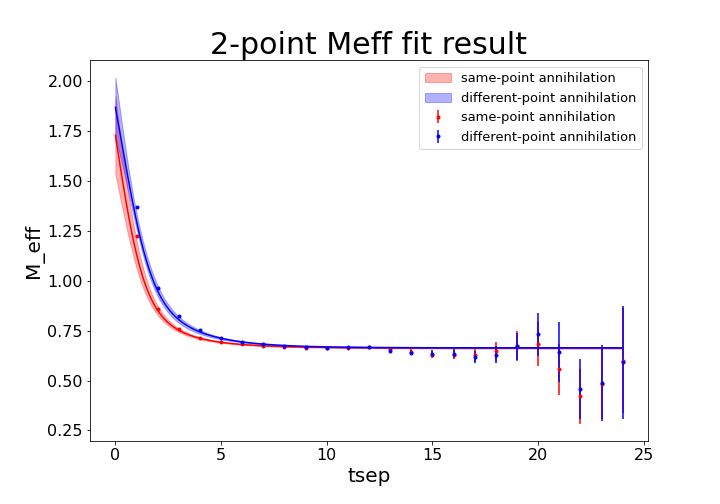 2-point Meff fit result
same-point annihilation
different-point annihilation
same-point annihilation
different-point annihilation
M_eff
2.00
1.75
1.50
1.25
1.00
0.75
0.50
0.25
0
5
10
15
20
25
tsep